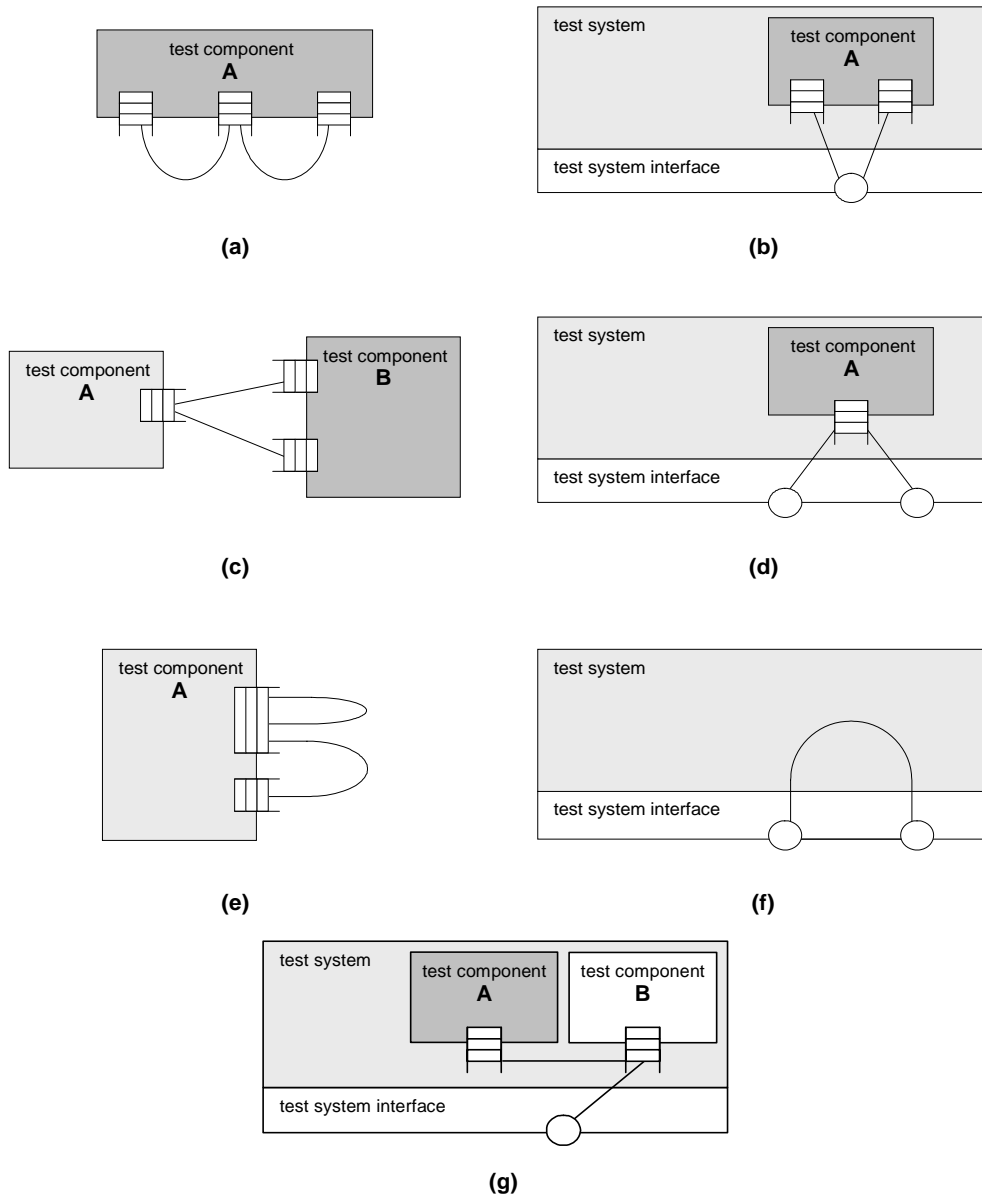 test component
A
(a)
test system
test component
A
test system interface
(b)
test component
A
test component
B
(c)
test system
test component
A
test system interface
(d)
test component
A
(e)
test system
test system interface
(f)
test system
test component
A
test component
B
test system interface
(g)